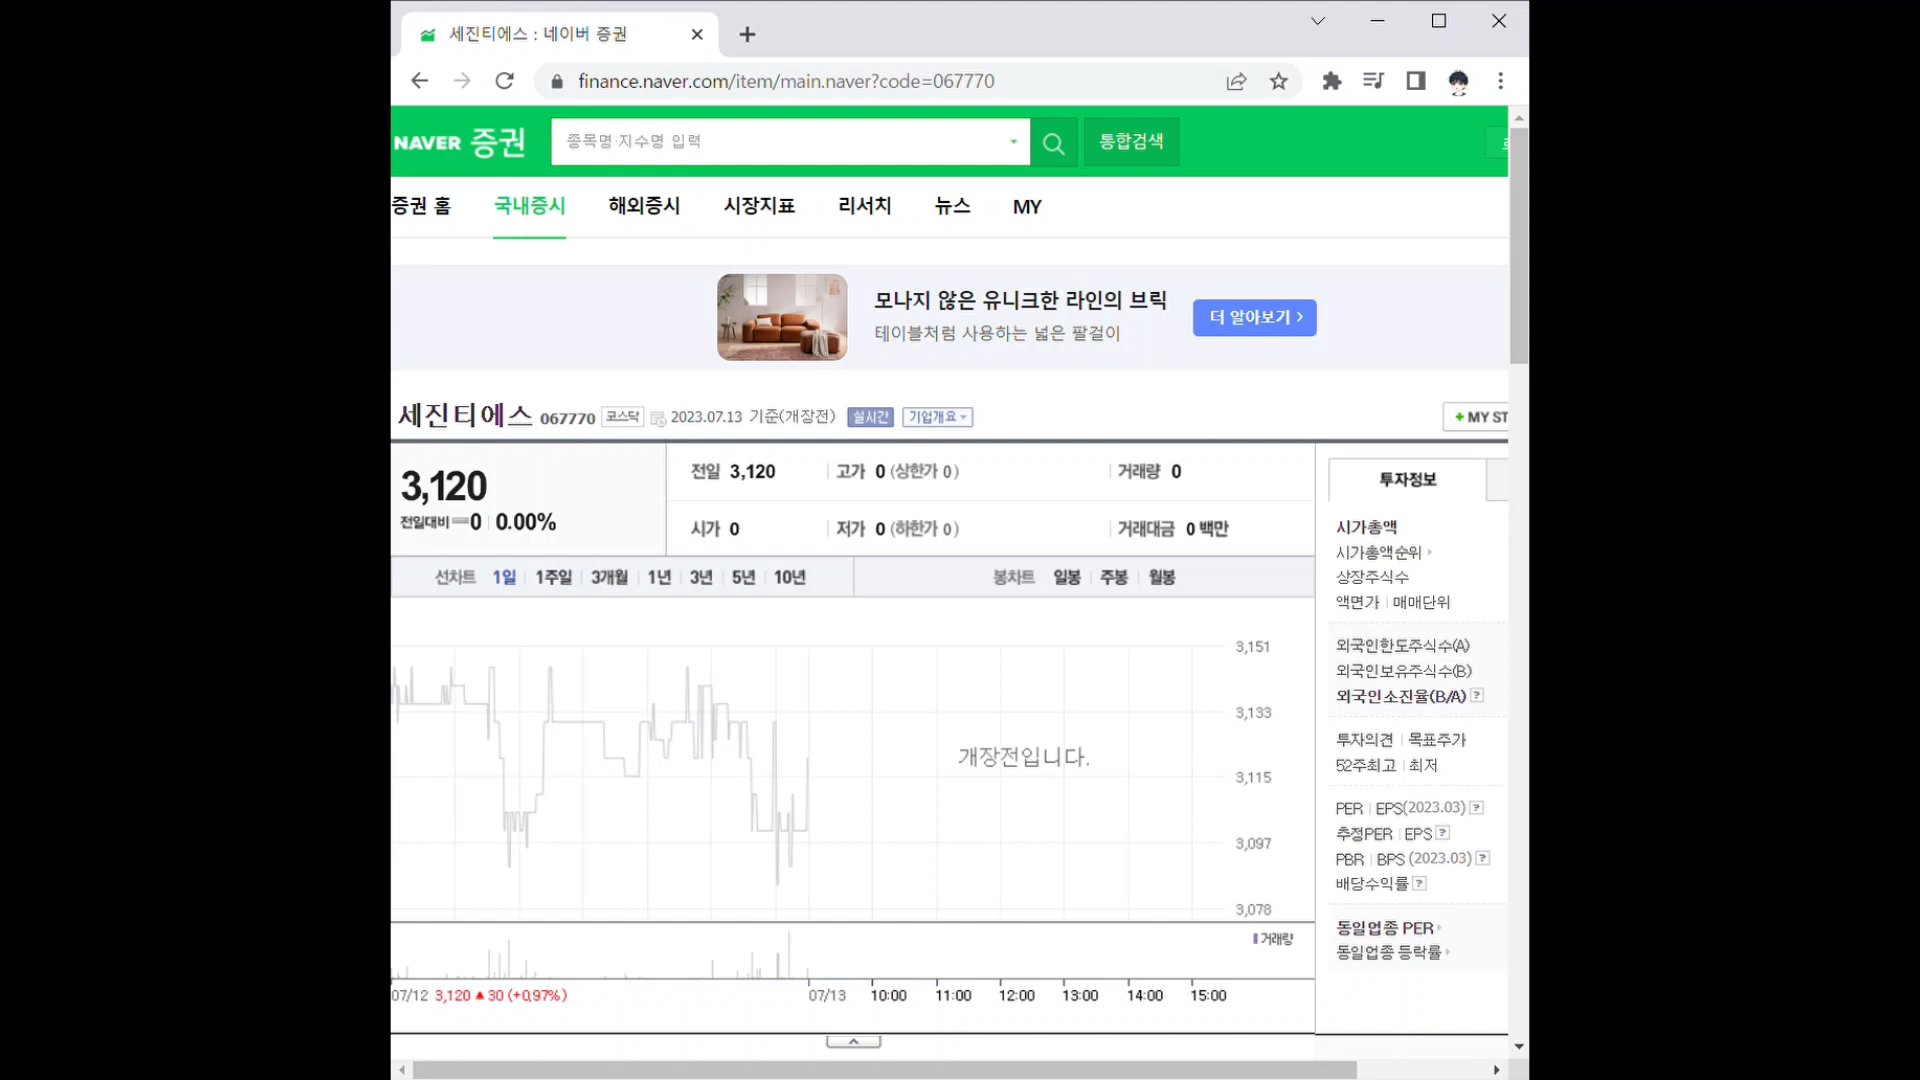 세진티에스 : 네이버 증권
finance.naver.com/item/main.naver?code=067770
NAVER 증권 종목명·지수명 입력 통합검색
증권 홈 국내증시 해외증시 시장지표 리서치 뉴스 MY
모나지 않은 유니크한 라인의 브릭
테이블처럼 사용하는 넓은 팔걸이
더 알아보기 >
세진티에스 067770 코스닥 2023.07.13 기준(개장전) 실시간 기업개요
+ MY ST
3,120
전일대비 0 0.00%
전일 3,120 고가 0 (상한가 0) 거래량 0
시가 0 저가 0 (하한가 0) 거래대금 0 백만
선차트 1일 1주일 3개월 1년 3년 5년 10년 봉차트 일봉 주봉 월봉
3,151
3,133
개장전입니다.
3,115
3,097
3,078
거래량
07/12 3,120 ▲ 30 (+0.97%) 07/13 10:00 11:00 12:00 13:00 14:00 15:00
투자정보
시가총액
시가총액순위
상장주식수
액면가 매매단위
외국인한도주식수(A)
외국인보유주식수(B)
외국인소진율(B/A) ?
투자의견 목표주가
52주최고 최저
PER EPS(2023.03) ?
추정PER EPS ?
PBR BPS (2023.03) ?
배당수익률 ?
동일업종 PER
동일업종 등락률